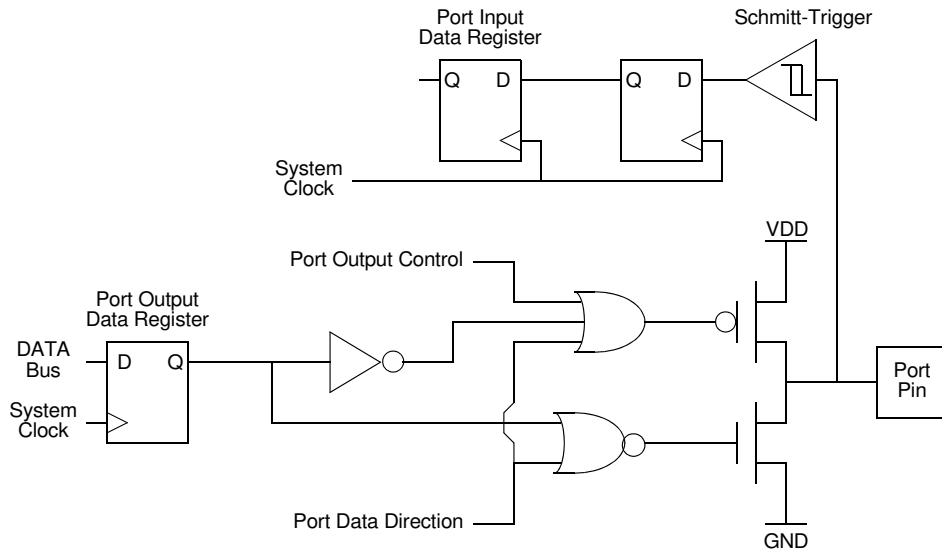 Port Input
Data Register
Schmitt-Trigger
Q D
D
System
Clock
VDD
Port Output Control
Port Output
Data Register
DATA
Bus
D Q
System
Clock
Port
Pin
Port Data Direction
GND